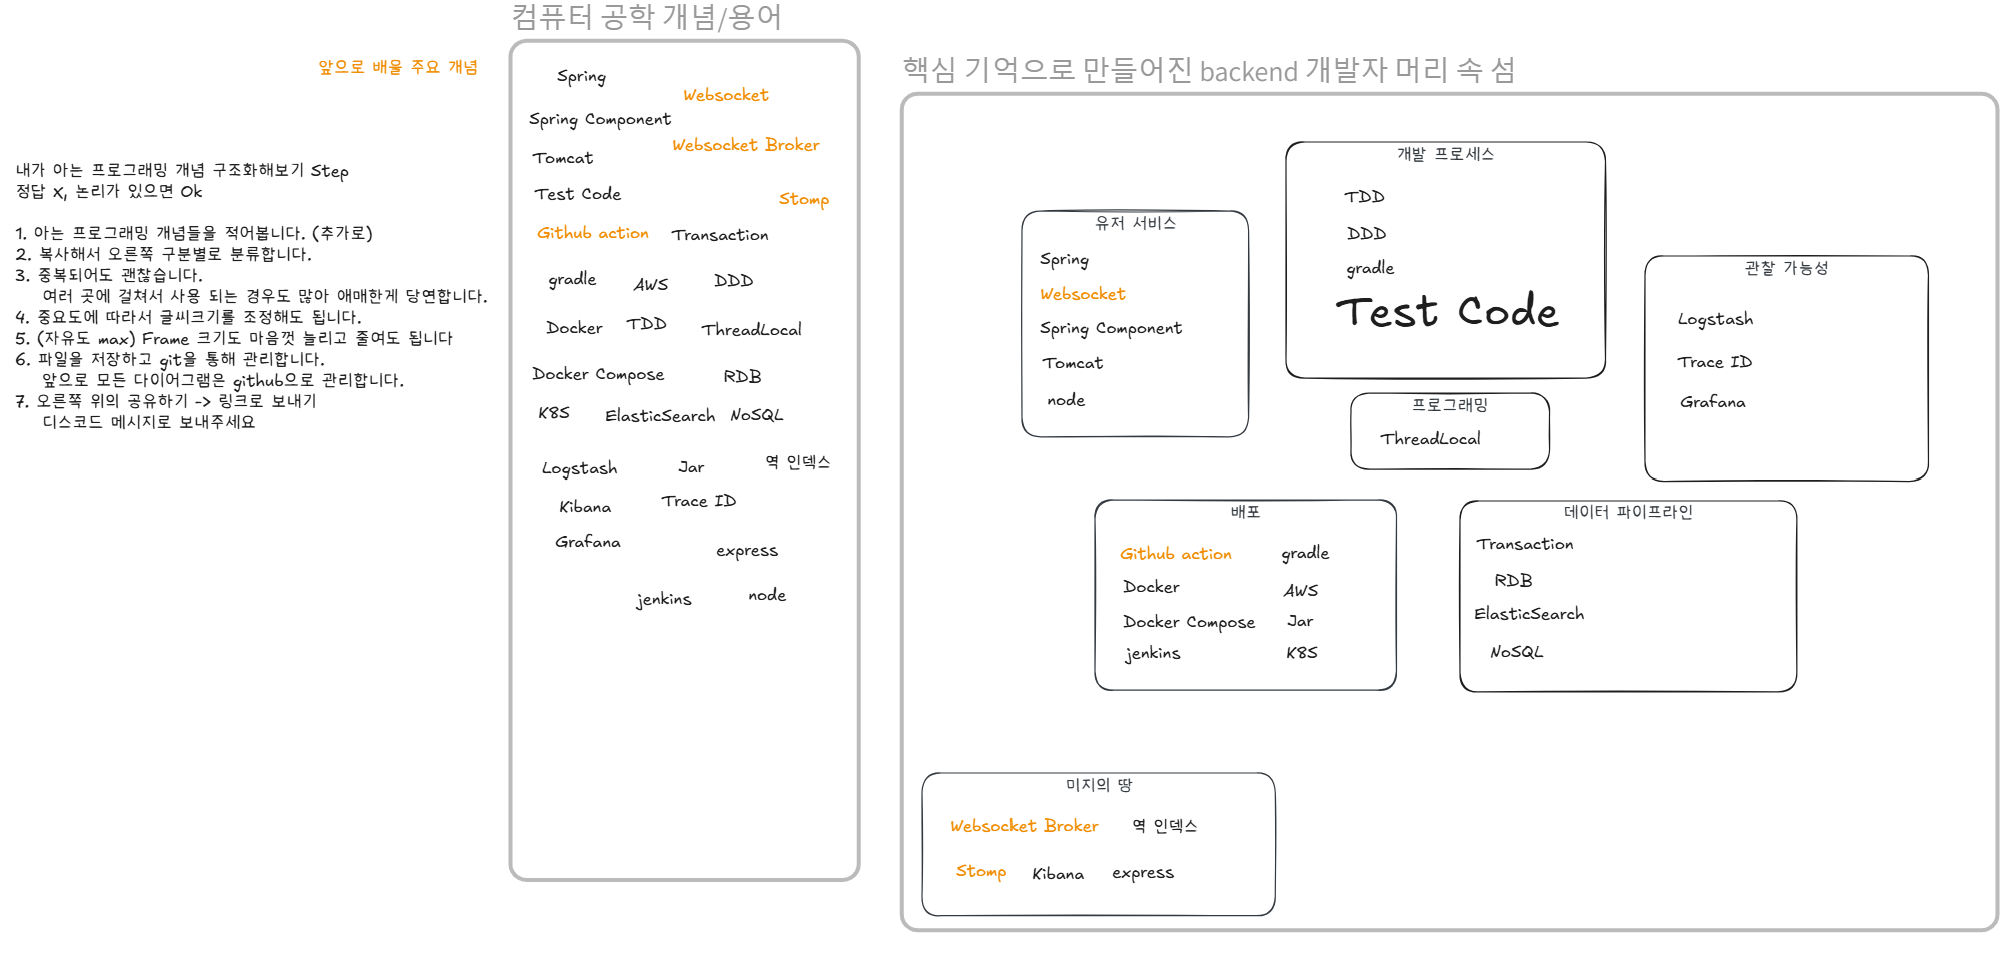 앞으로 배울 주요 개념
내가 아는 프로그래밍 개념 구조화해보기 Step
정답 X, 논리가 있으면 Ok
1. 아는 프로그래밍 개념들을 적어봅니다. (추가로)
2. 복사해서 오른쪽 구분별로 분류합니다.
3. 중복되어도 괜찮습니다.
여러 곳에 걸쳐서 사용 되는 경우도 많아 애매한게 당연합니다.
4. 중요도에 따라서 글씨크기를 조정해도 됩니다.
5. (자유도 max) Frame 크기도 마음껏 늘리고 줄여도 됩니다
6. 파일을 저장하고 git을 통해 관리합니다.
앞으로 모든 다이어그램은 github으로 관리합니다.
7. 오른쪽 위의 공유하기 -> 링크로 보내기
디스코드 메시지로 보내주세요
컴퓨터 공학 개념/용어
Spring
Websocket
Spring Component
Websocket Broker
Tomcat
Test Code
Stomp
Github action
Transaction
gradle
AWS
DDD
Docker
TDD
ThreadLocal
Docker Compose
RDB
K8S
ElasticSearch
NoSQL
Logstash
Jar
역 인덱스
Kibana
Trace ID
Grafana
express
jenkins
node
핵심 기억으로 만들어진 backend 개발자 머리 속 섬
유저 서비스
Spring
Websocket
Spring Component
Tomcat
node
개발 프로세스
TDD
DDD
gradle
Test Code
프로그래밍
ThreadLocal
관찰 가능성
Logstash
Trace ID
Grafana
배포
Github action
gradle
Docker
AWS
Docker Compose
Jar
jenkins
K8S
데이터 파이프라인
Transaction
RDB
ElasticSearch
NoSQL
미지의 땅
Websocket Broker
역 인덱스
Stomp
Kibana
express